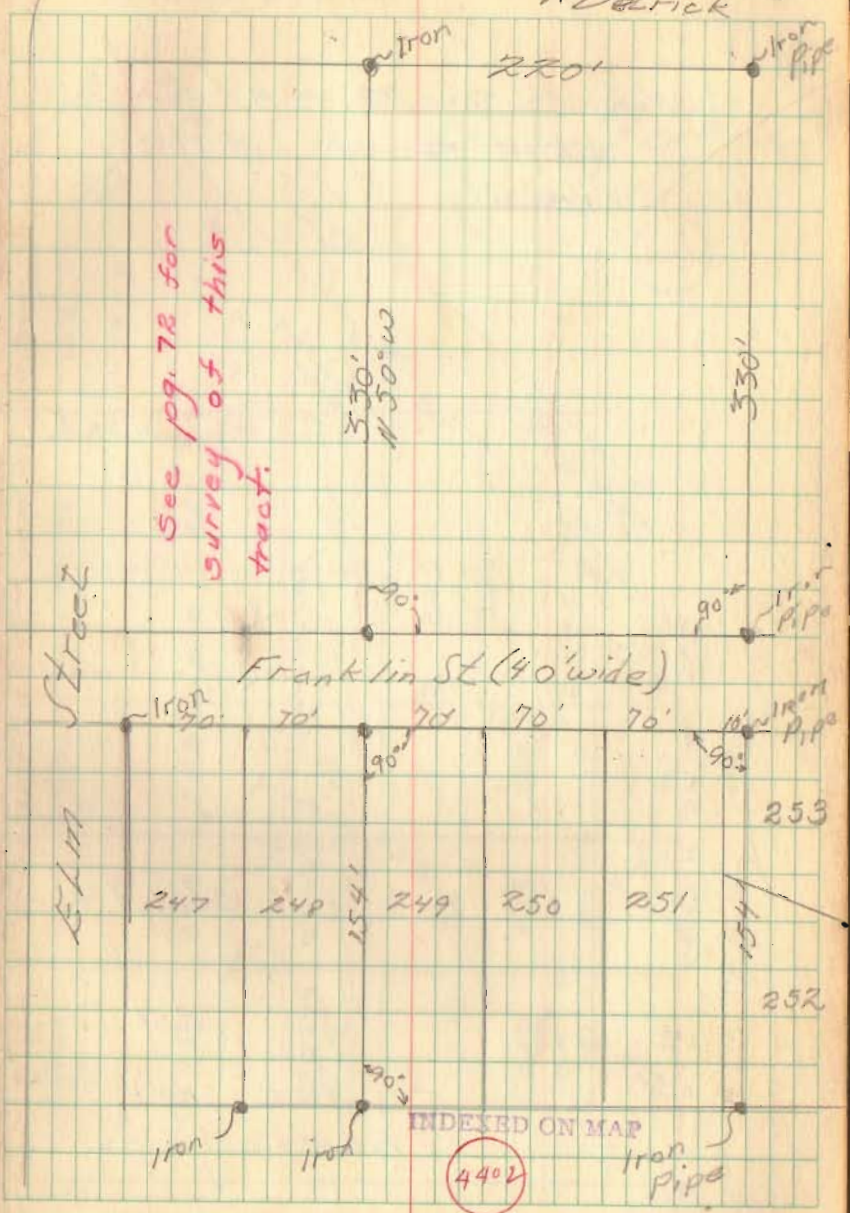 Derrick
Iron
220'
Iron
Pipe
See pg. 72 for
survey of this
tract.
330'
N 50° W
330'
90°
90°
Iron
Pipe
Elm Street
Franklin St (40' wide)
Iron
70'
70'
70'
70'
70'
10'
Iron
Pipe
90°
90°
253
247
248
154'
249
250
251
154'
252
90°
iron
iron
INDEXED ON MAP
Iron
Pipe
4402